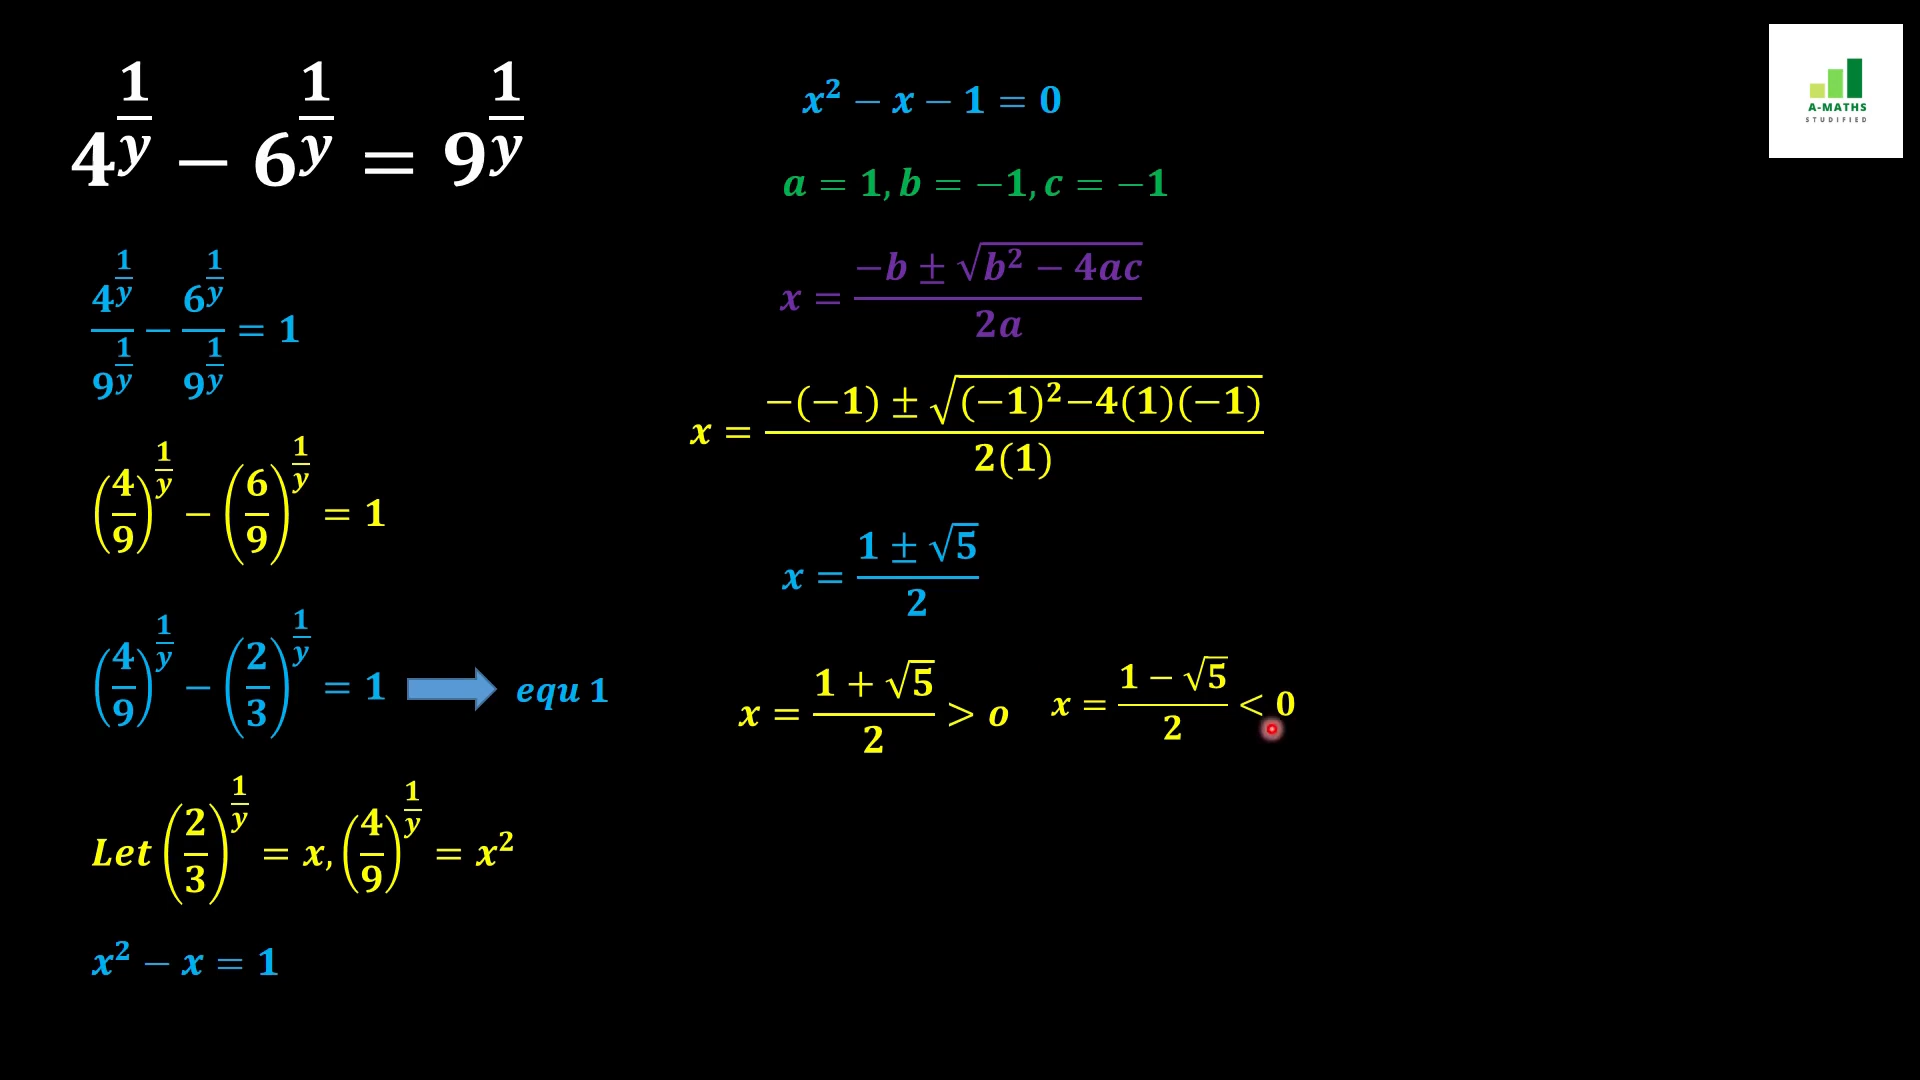 4^(1/y) − 6^(1/y) = 9^(1/y)
4^(1/y)/9^(1/y) − 6^(1/y)/9^(1/y) = 1
(4/9)^(1/y) − (6/9)^(1/y) = 1
(4/9)^(1/y) − (2/3)^(1/y) = 1 equ 1
Let (2/3)^(1/y) = x, (4/9)^(1/y) = x²
x² − x = 1
x² − x − 1 = 0
a = 1, b = −1, c = −1
x = (−b ± √(b² − 4ac))/(2a)
x = (−(−1) ± √((−1)²−4(1)(−1)))/(2(1))
x = (1 ± √5)/2
x = (1 + √5)/2 > o x = (1 − √5)/2 < 0
A-MATHS
STUDIFIED